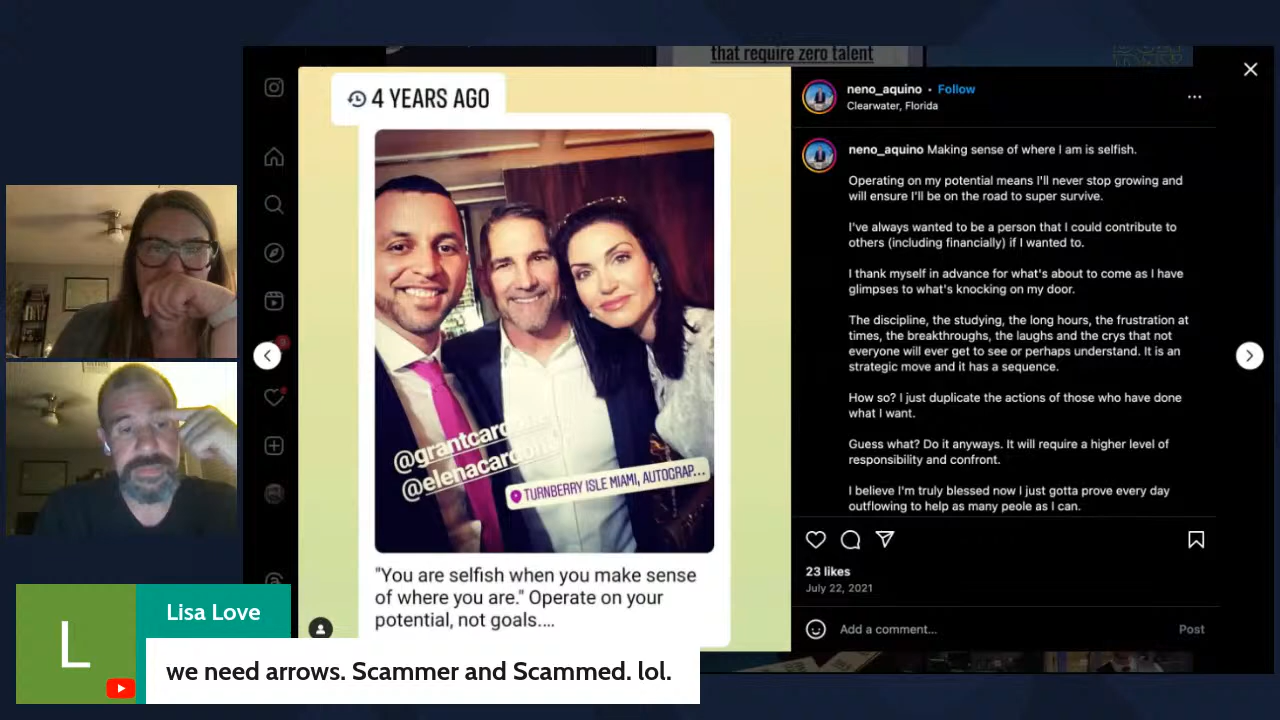 that require zero talent
4 YEARS AGO
@elenacardone
TURNBERRY ISLE MIAMI, AUTOGRAP...
"You are selfish when you make sense
of where you are." Operate on your
potential, not goals....
neno_aquino • Follow
Clearwater, Florida
neno_aquino Making sense of where I am is selfish.
Operating on my potential means I'll never stop growing and
will ensure I'll be on the road to super survive.
I've always wanted to be a person that I could contribute to
others (including financially) if I wanted to.
I thank myself in advance for what's about to come as I have
glimpses to what's knocking on my door.
The discipline, the studying, the long hours, the frustration at
times, the breakthroughs, the laughs and the crys that not
everyone will ever get to see or perhaps understand. It is an
strategic move and it has a sequence.
How so? I just duplicate the actions of those who have done
what I want.
Guess what? Do it anyways. It will require a higher level of
responsibility and confront.
I believe I'm truly blessed now I just gotta prove every day
outflowing to help as many peole as I can.
23 likes
July 22, 2021
Add a comment...
Post
L
Lisa Love
we need arrows. Scammer and Scammed. lol.